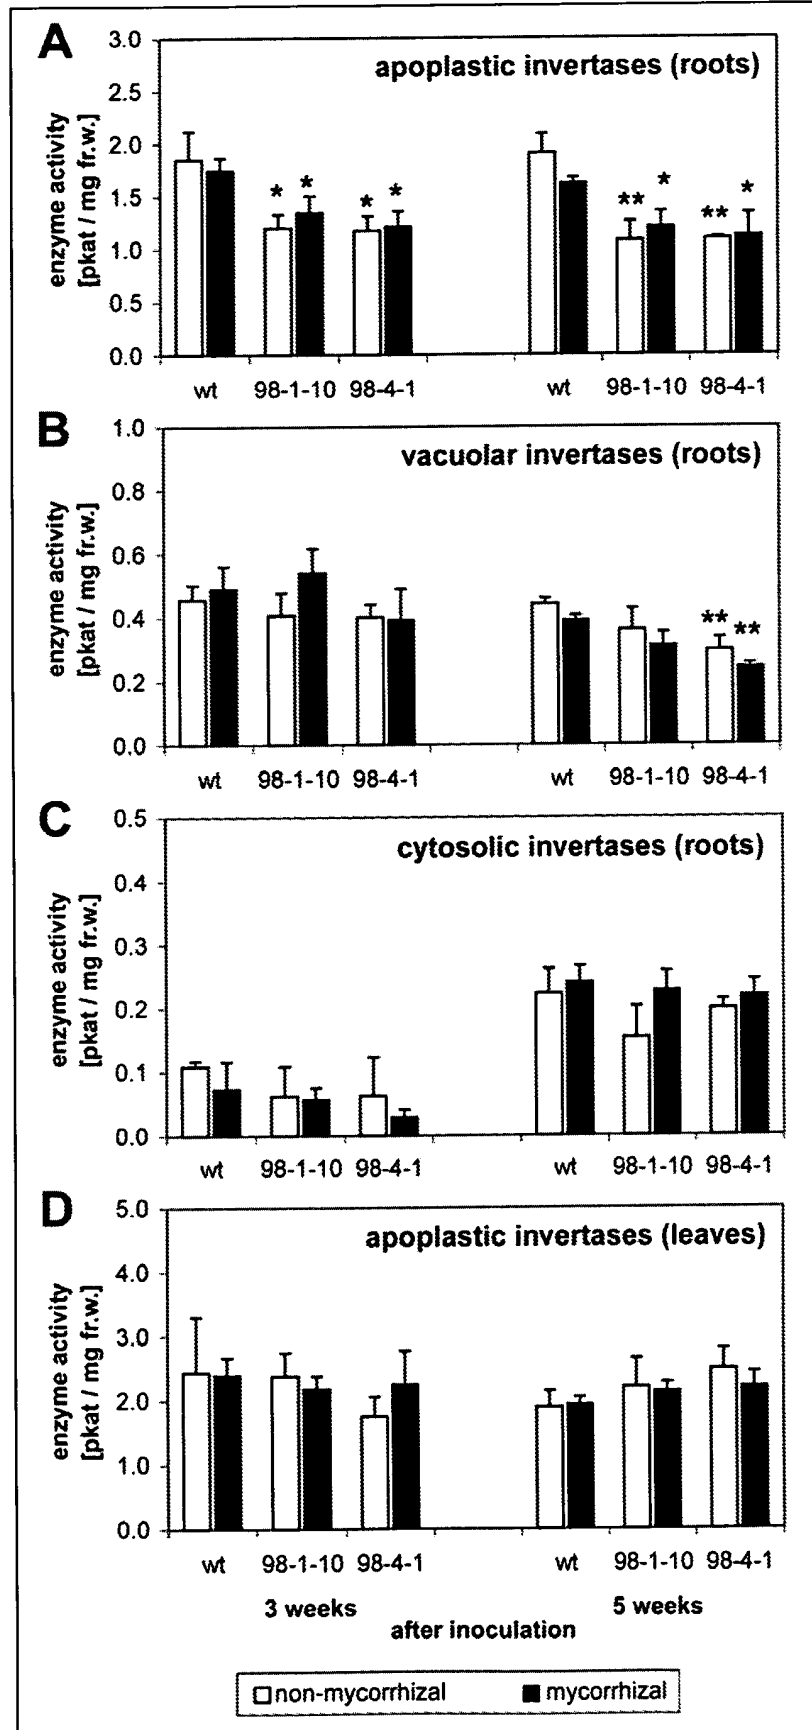 A
apoplastic invertases (roots)
enzyme activity
[pkat / mg fr.w.]
3.0
2.5
2.0
1.5
1.0
0.5
0.0
* * * * ** * ** *
wt 98-1-10 98-4-1 wt 98-1-10 98-4-1
B
vacuolar invertases (roots)
enzyme activity
[pkat / mg fr.w.]
1.0
0.8
0.6
0.4
0.2
0.0
** **
wt 98-1-10 98-4-1 wt 98-1-10 98-4-1
C
cytosolic invertases (roots)
enzyme activity
[pkat / mg fr.w.]
0.5
0.4
0.3
0.2
0.1
0.0
wt 98-1-10 98-4-1 wt 98-1-10 98-4-1
D
apoplastic invertases (leaves)
enzyme activity
[pkat / mg fr.w.]
5.0
4.0
3.0
2.0
1.0
0.0
wt 98-1-10 98-4-1 wt 98-1-10 98-4-1
3 weeks 5 weeks
after inoculation
non-mycorrhizal mycorrhizal